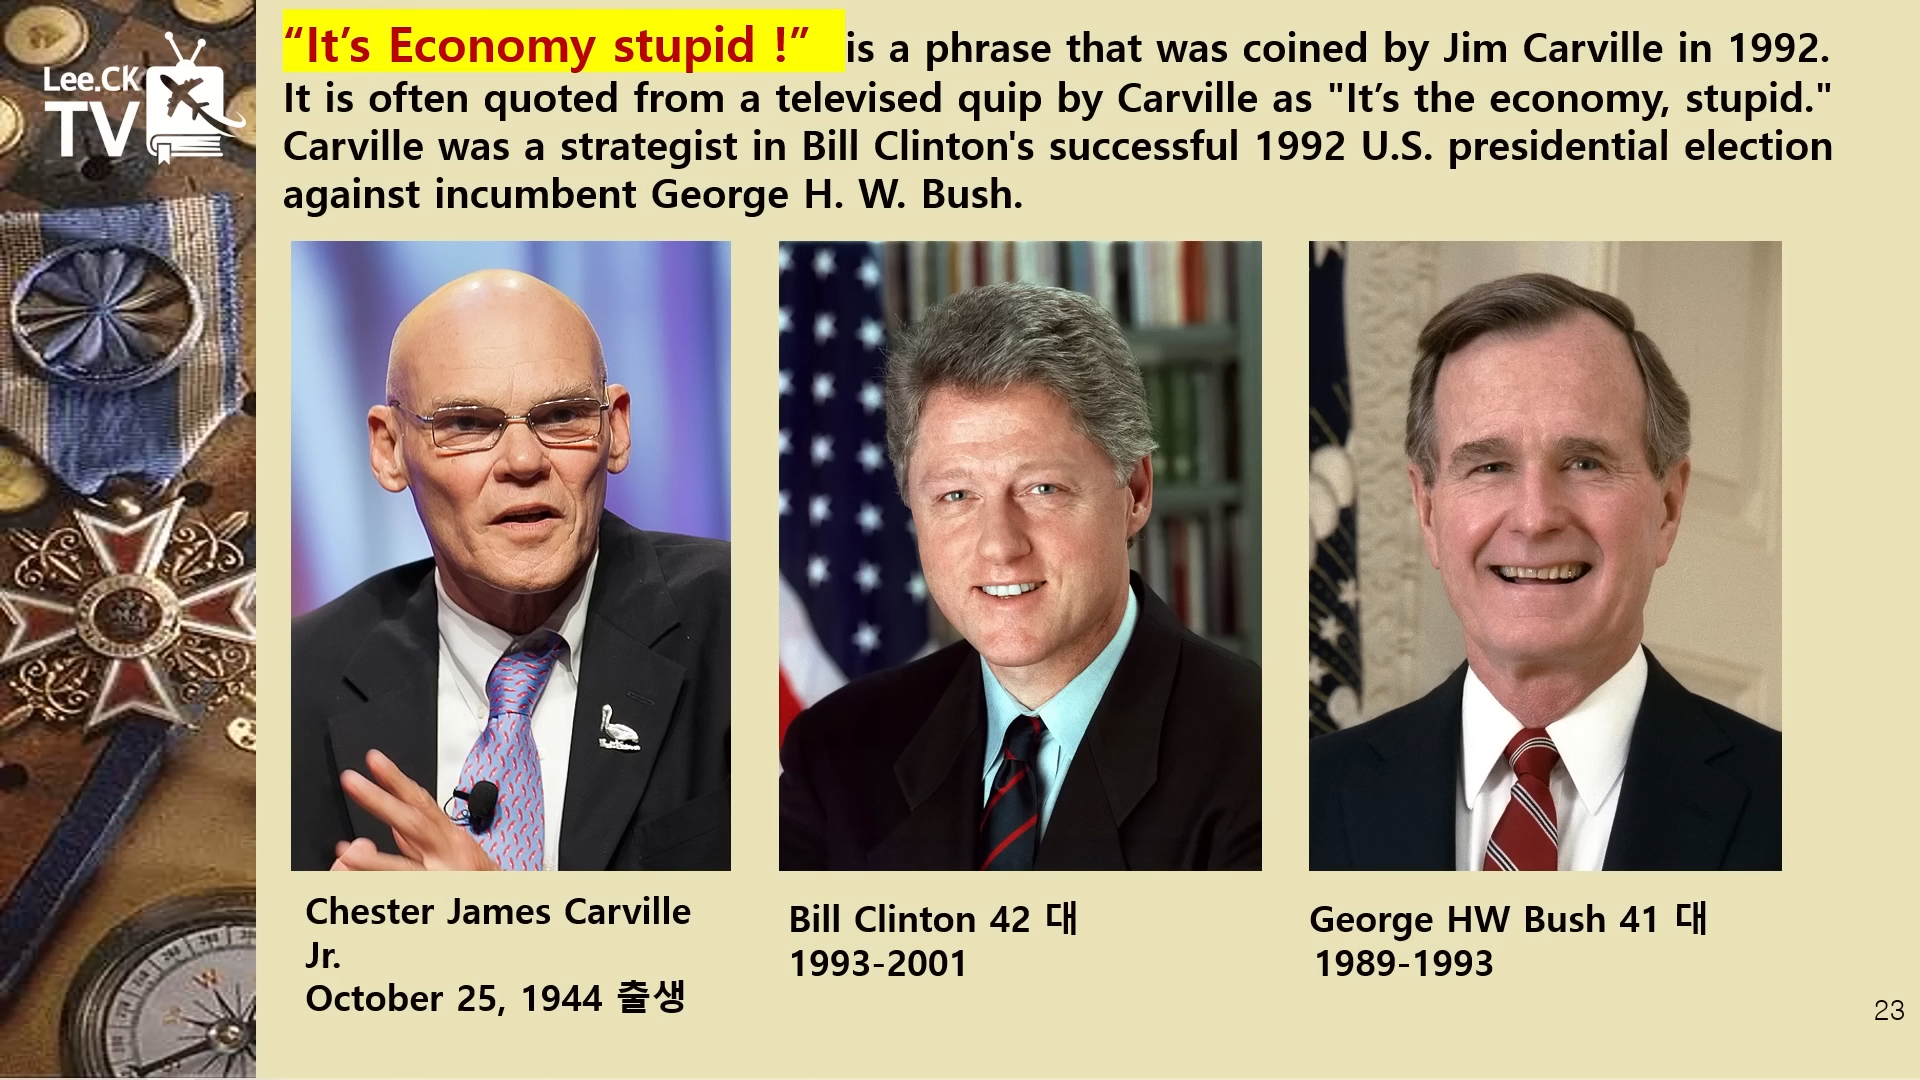 Lee.CK
TV
“It’s Economy stupid !” is a phrase that was coined by Jim Carville in 1992.
It is often quoted from a televised quip by Carville as "It’s the economy, stupid."
Carville was a strategist in Bill Clinton's successful 1992 U.S. presidential election
against incumbent George H. W. Bush.
Chester James Carville
Jr.
October 25, 1944 출생
Bill Clinton 42 대
1993-2001
George HW Bush 41 대
1989-1993
23